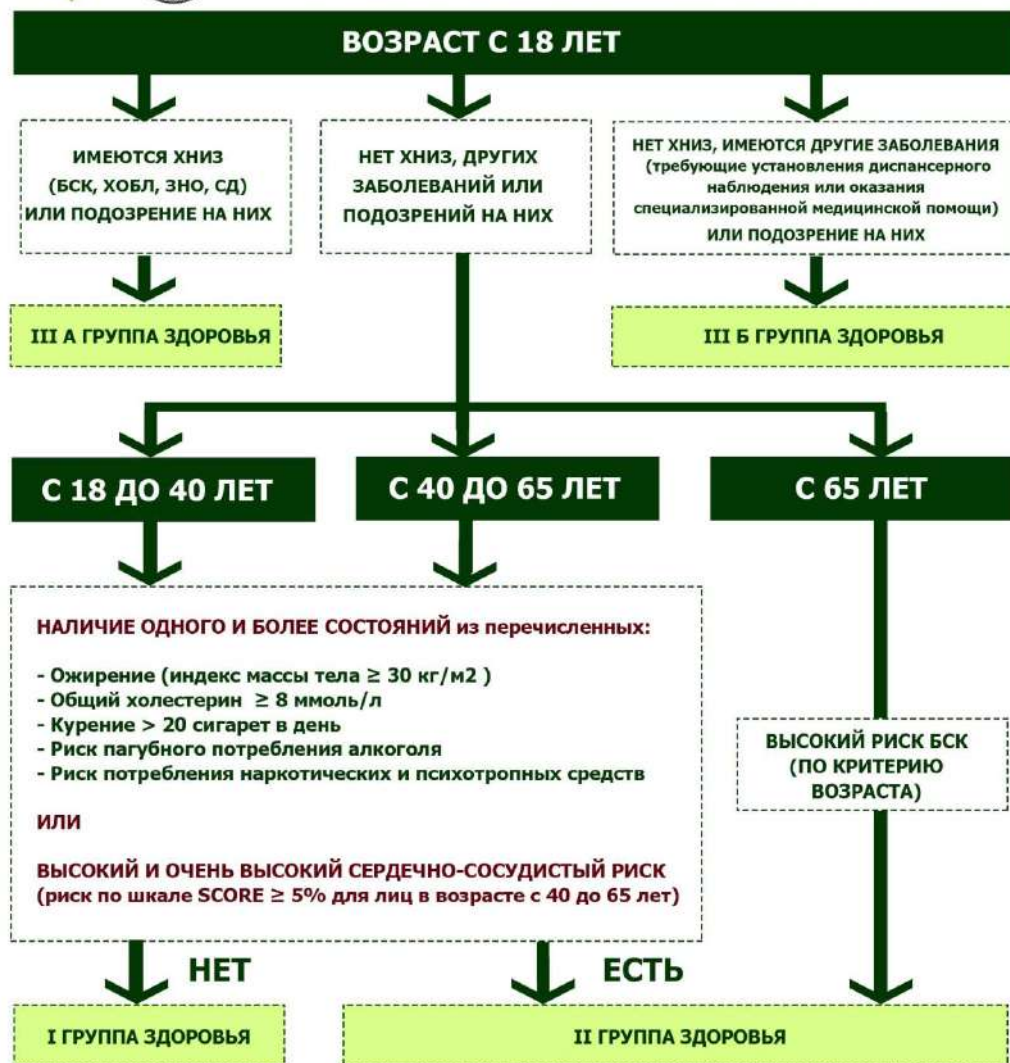 ВОЗРАСТ С 18 ЛЕТ
ИМЕЮТСЯ ХНИЗ
(БСК, ХОБЛ, ЗНО, СД)
ИЛИ ПОДОЗРЕНИЕ НА НИХ
НЕТ ХНИЗ, ДРУГИХ
ЗАБОЛЕВАНИЙ ИЛИ
ПОДОЗРЕНИЙ НА НИХ
НЕТ ХНИЗ, ИМЕЮТСЯ ДРУГИЕ ЗАБОЛЕВАНИЯ
(требующие установления диспансерного
наблюдения или оказания
специализированной медицинской помощи)
ИЛИ ПОДОЗРЕНИЕ НА НИХ
III А ГРУППА ЗДОРОВЬЯ
III Б ГРУППА ЗДОРОВЬЯ
С 18 ДО 40 ЛЕТ
С 40 ДО 65 ЛЕТ
С 65 ЛЕТ
НАЛИЧИЕ ОДНОГО И БОЛЕЕ СОСТОЯНИЙ из перечисленных:
- Ожирение (индекс массы тела ≥ 30 кг/м2 )
- Общий холестерин ≥ 8 ммоль/л
- Курение > 20 сигарет в день
- Риск пагубного потребления алкоголя
- Риск потребления наркотических и психотропных средств
ИЛИ
ВЫСОКИЙ И ОЧЕНЬ ВЫСОКИЙ СЕРДЕЧНО-СОСУДИСТЫЙ РИСК
(риск по шкале SCORE ≥ 5% для лиц в возрасте с 40 до 65 лет)
ВЫСОКИЙ РИСК БСК
(ПО КРИТЕРИЮ
ВОЗРАСТА)
НЕТ
ЕСТЬ
I ГРУППА ЗДОРОВЬЯ
II ГРУППА ЗДОРОВЬЯ